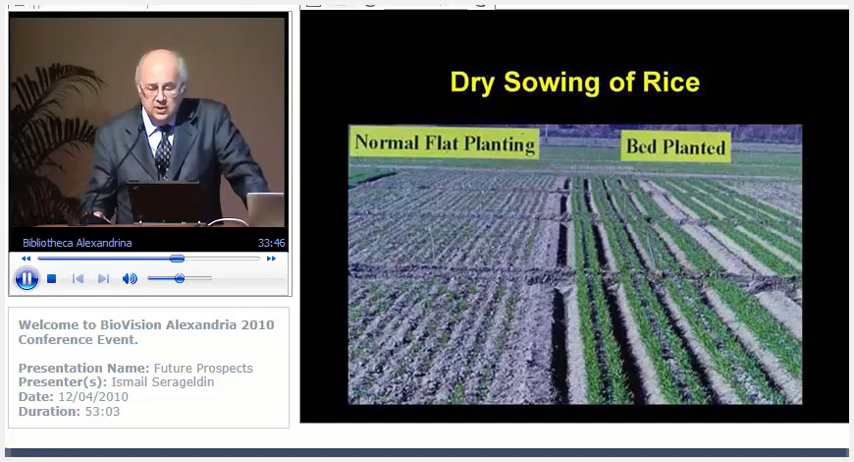 Dry Sowing of Rice
Normal Flat Planting
Bed Planted
Bibliotheca Alexandrina 33:46
Welcome to BioVision Alexandria 2010
Conference Event.
Presentation Name: Future Prospects
Presenter(s): Ismail Serageldin
Date: 12/04/2010
Duration: 53:03